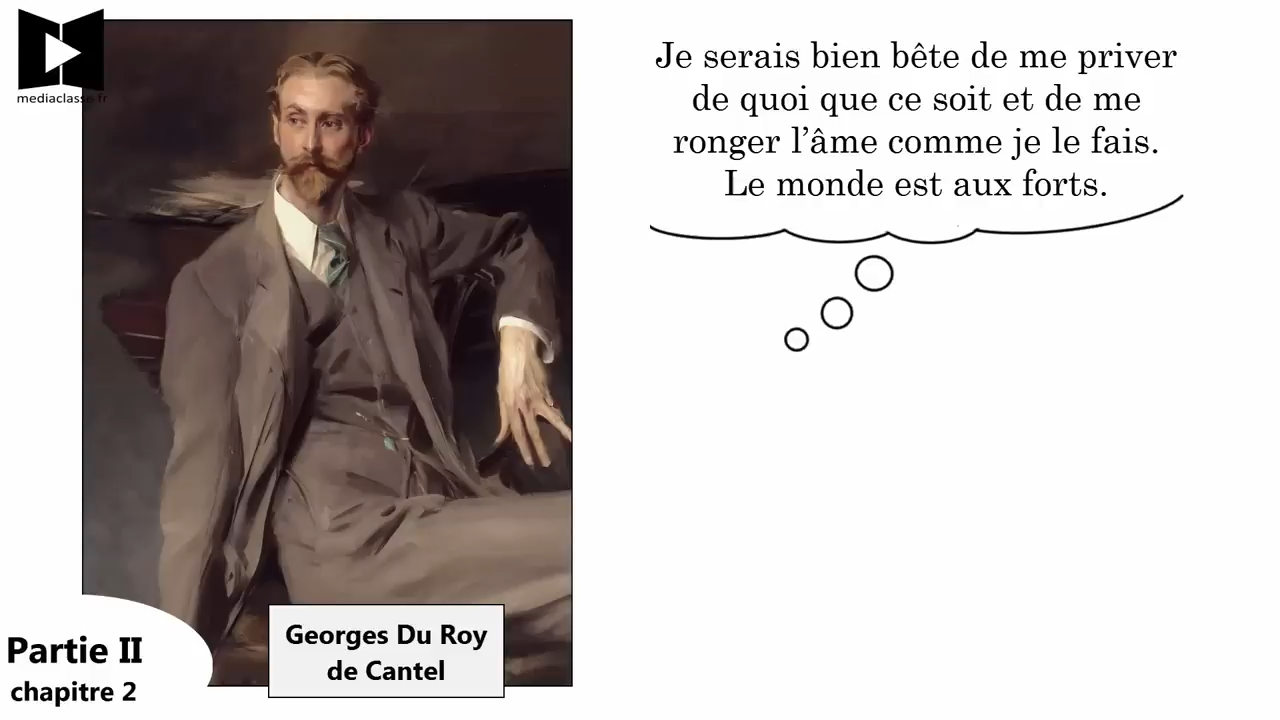 mediaclasse.fr
Je serais bien bête de me priver
de quoi que ce soit et de me
ronger l’âme comme je le fais.
Le monde est aux forts.
Georges Du Roy
de Cantel
Partie II
chapitre 2